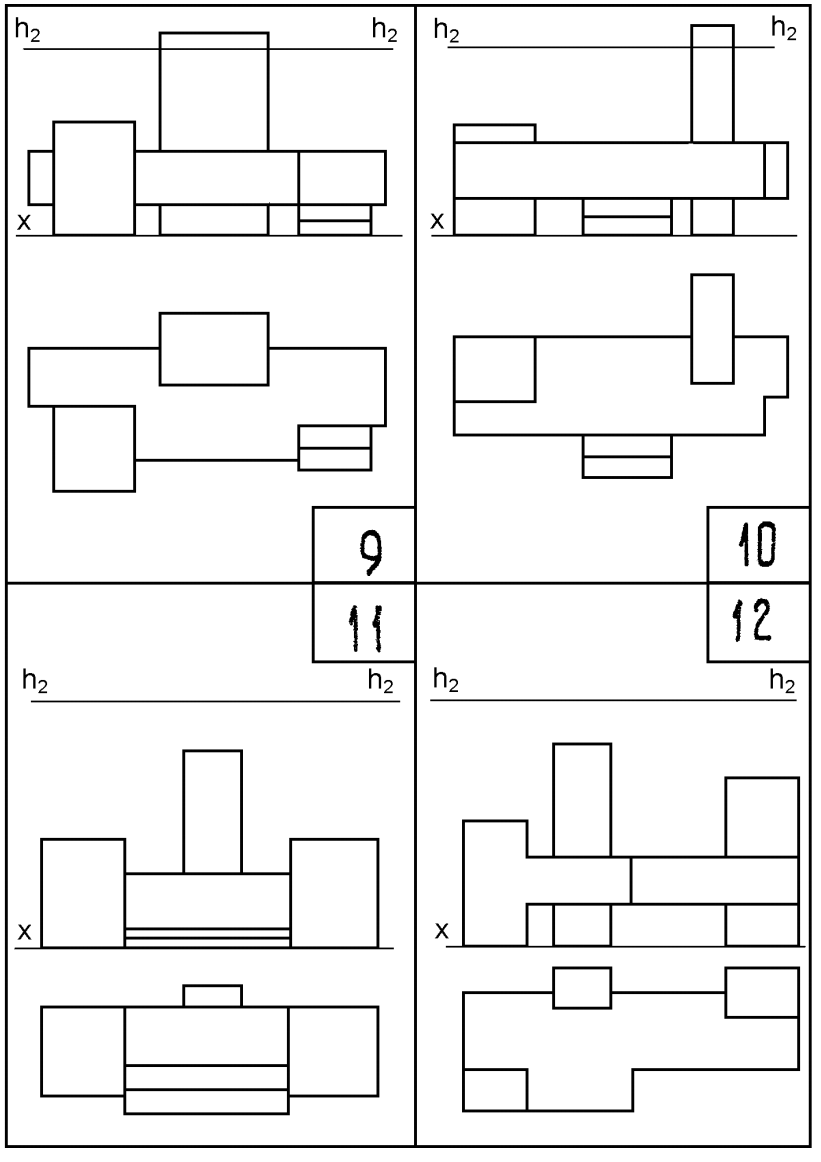 h₂ h₂ h₂ h₂
x x
9 10
11 12
h₂ h₂ h₂ h₂
x x